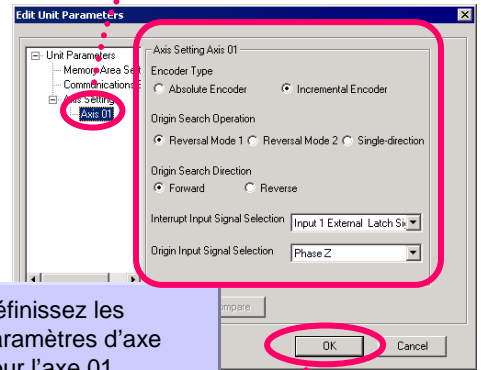 Edit Unit Parameters
Unit Parameters
Memory Area Sett
Communications
Axis Setting
Axis 01
Axis Setting Axis 01
Encoder Type
Absolute Encoder
Incremental Encoder
Origin Search Operation
Reversal Mode 1
Reversal Mode 2
Single-direction
Origin Search Direction
Forward
Reverse
Interrupt Input Signal Selection
Input 1 External Latch Sig
Origin Input Signal Selection
Phase Z
ompare
OK
Cancel
éfinissez les
aramètres d'axe
our l'axe 01